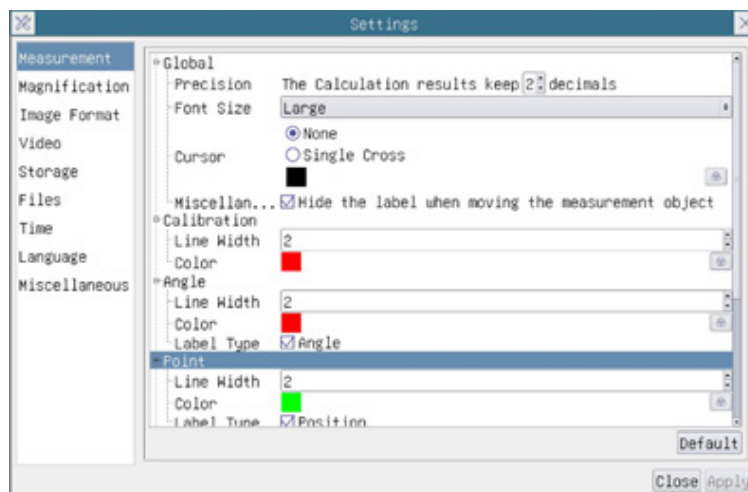 Settings
Measurement
Magnification
Image Format
Video
Storage
Files
Time
Language
Miscellaneous
Global
Precision The Calculation results keep 2 decimals
Font Size Large
None
Cursor Single Cross
Miscellan... Hide the label when moving the measurement object
Calibration
Line Width 2
Color
Angle
Line Width 2
Color
Label Type Angle
Point
Line Width 2
Color
Label Type Position
Default
Close Apply